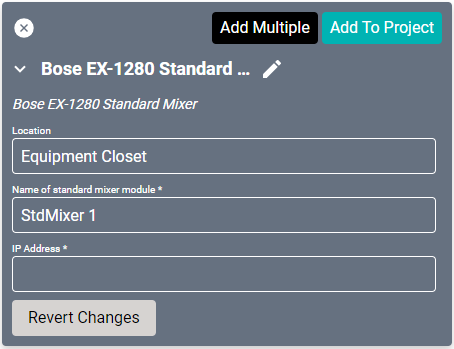 Add Multiple
Add To Project
Bose EX-1280 Standard ...
Bose EX-1280 Standard Mixer
Location
Equipment Closet
Name of standard mixer module *
StdMixer 1
IP Address *
Revert Changes